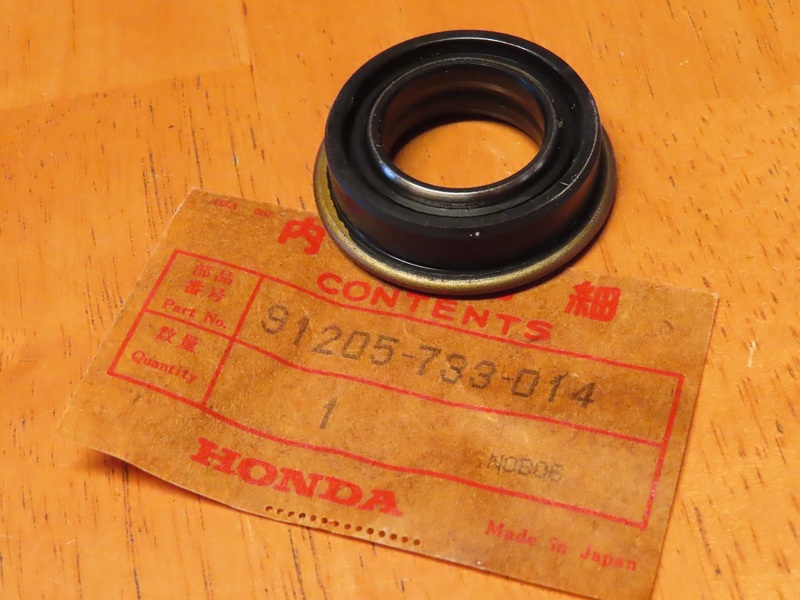 内 細
CONTENTS
部品
番号
Part No.
91205-733-014
数量
Quantity
1
NOBOB
HONDA
Made in Japan